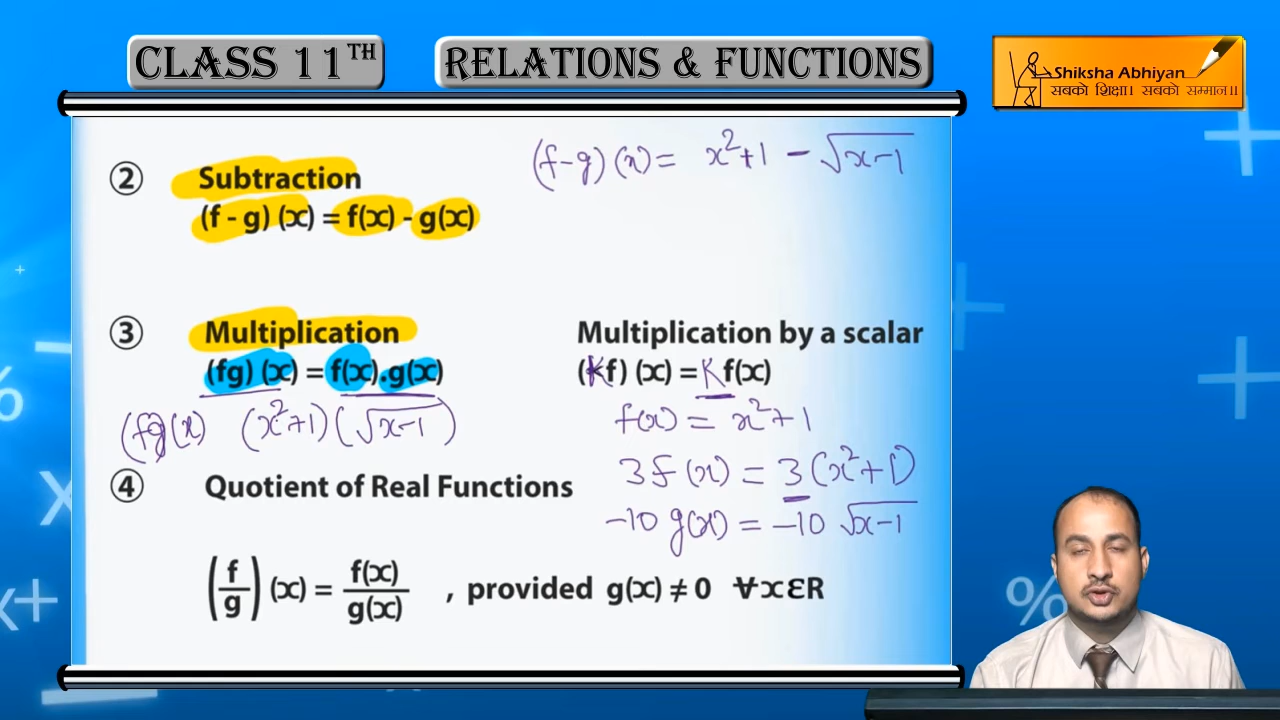 CLASS 11TH
RELATIONS & FUNCTIONS
Shiksha Abhiyan
सबको शिक्षा। सबको सम्मान॥
(f-g)(x) = x²+1 - √(x-1)
② Subtraction
(f - g) (x) = f(x) - g(x)
③ Multiplication
(fg) (x) = f(x).g(x)
(fg(x) (x²+1)(√(x-1))
Multiplication by a scalar
(Kf) (x) = K f(x)
f(x) = x²+1
3f(x) = 3(x²+1)
-10 g(x) = -10 √(x-1)
④ Quotient of Real Functions
(f/g) (x) = f(x)/g(x) , provided g(x) ≠ 0 ∀xεR